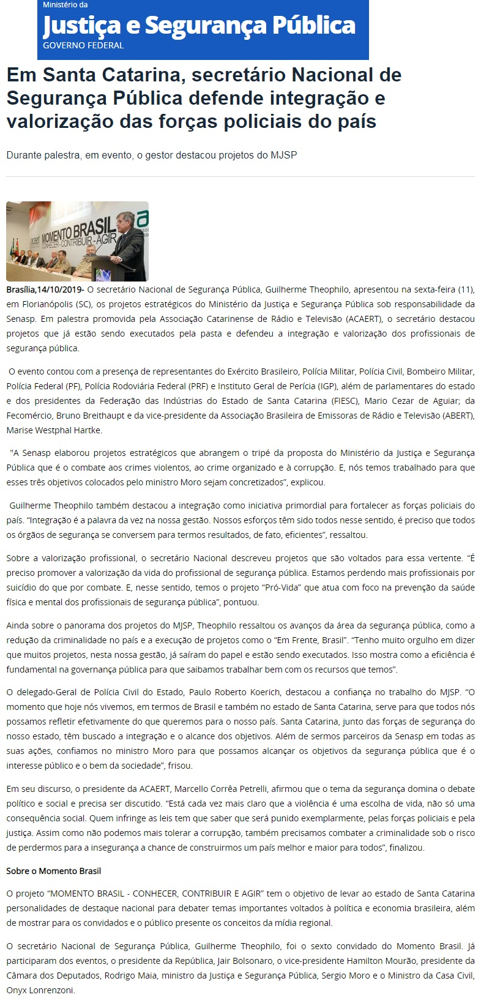 Ministério da
Justiça e Segurança Pública
GOVERNO FEDERAL
Em Santa Catarina, secretário Nacional de
Segurança Pública defende integração e
valorização das forças policiais do país
Durante palestra, em evento, o gestor destacou projetos do MJSP
acaert
MOMENTO BRASIL
CONHECER - CONTRIBUIR - AGIR
Brasília,14/10/2019- O secretário Nacional de Segurança Pública, Guilherme Theophilo, apresentou na sexta-feira (11),
em Florianópolis (SC), os projetos estratégicos do Ministério da Justiça e Segurança Pública sob responsabilidade da
Senasp. Em palestra promovida pela Associação Catarinense de Rádio e Televisão (ACAERT), o secretário destacou
projetos que já estão sendo executados pela pasta e defendeu a integração e valorização dos profissionais de
segurança pública.
O evento contou com a presença de representantes do Exército Brasileiro, Polícia Militar, Polícia Civil, Bombeiro Militar,
Polícia Federal (PF), Polícia Rodoviária Federal (PRF) e Instituto Geral de Perícia (IGP), além de parlamentares do estado
e dos presidentes da Federação das Indústrias do Estado de Santa Catarina (FIESC), Mario Cezar de Aguiar; da
Fecomércio, Bruno Breithaupt e da vice-presidente da Associação Brasileira de Emissoras de Rádio e Televisão (ABERT),
Marise Westphal Hartke.
"A Senasp elaborou projetos estratégicos que abrangem o tripé da proposta do Ministério da Justiça e Segurança
Pública que é o combate aos crimes violentos, ao crime organizado e à corrupção. E, nós temos trabalhado para que
esses três objetivos colocados pelo ministro Moro sejam concretizados”, explicou.
Guilherme Theophilo também destacou a integração como iniciativa primordial para fortalecer as forças policiais do
país. “Integração é a palavra da vez na nossa gestão. Nossos esforços têm sido todos nesse sentido, é preciso que todos
os órgãos de segurança se conversem para termos resultados, de fato, eficientes”, ressaltou.
Sobre a valorização profissional, o secretário Nacional descreveu projetos que são voltados para essa vertente. “É
preciso promover a valorização da vida do profissional de segurança pública. Estamos perdendo mais profissionais por
suicídio do que por combate. E, nesse sentido, temos o projeto “Pró-Vida” que atua com foco na prevenção da saúde
física e mental dos profissionais de segurança pública”, pontuou.
Ainda sobre o panorama dos projetos do MJSP, Theophilo ressaltou os avanços da área da segurança pública, como a
redução da criminalidade no país e a execução de projetos como o “Em Frente, Brasil”. “Tenho muito orgulho em dizer
que muitos projetos, nesta nossa gestão, já saíram do papel e estão sendo executados. Isso mostra como a eficiência é
fundamental na governança pública para que saibamos trabalhar bem com os recursos que temos”.
O delegado-Geral de Polícia Civil do Estado, Paulo Roberto Koerich, destacou a confiança no trabalho do MJSP. “O
momento que hoje nós vivemos, em termos de Brasil e também no estado de Santa Catarina, serve para que todos nós
possamos refletir efetivamente do que queremos para o nosso país. Santa Catarina, junto das forças de segurança do
nosso estado, têm buscado a integração e o alcance dos objetivos. Além de sermos parceiros da Senasp em todas as
suas ações, confiamos no ministro Moro para que possamos alcançar os objetivos da segurança pública que é o
interesse público e o bem da sociedade”, frisou.
Em seu discurso, o presidente da ACAERT, Marcello Corrêa Petrelli, afirmou que o tema da segurança domina o debate
político e social e precisa ser discutido. “Está cada vez mais claro que a violência é uma escolha de vida, não só uma
consequência social. Quem infringe as leis tem que saber que será punido exemplarmente, pelas forças policiais e pela
justiça. Assim como não podemos mais tolerar a corrupção, também precisamos combater a criminalidade sob o risco
de perdermos para a insegurança a chance de construirmos um país melhor e maior para todos”, finalizou.
Sobre o Momento Brasil
O projeto “MOMENTO BRASIL - CONHECER, CONTRIBUIR E AGIR” tem o objetivo de levar ao estado de Santa Catarina
personalidades de destaque nacional para debater temas importantes voltados à política e economia brasileira, além
de mostrar para os convidados e o público presente os conceitos da mídia regional.
O secretário Nacional de Segurança Pública, Guilherme Theophilo, foi o sexto convidado do Momento Brasil. Já
participaram dos eventos, o presidente da República, Jair Bolsonaro, o vice-presidente Hamilton Mourão, presidente da
Câmara dos Deputados, Rodrigo Maia, ministro da Justiça e Segurança Pública, Sergio Moro e o Ministro da Casa Civil,
Onyx Lonrenzoni.